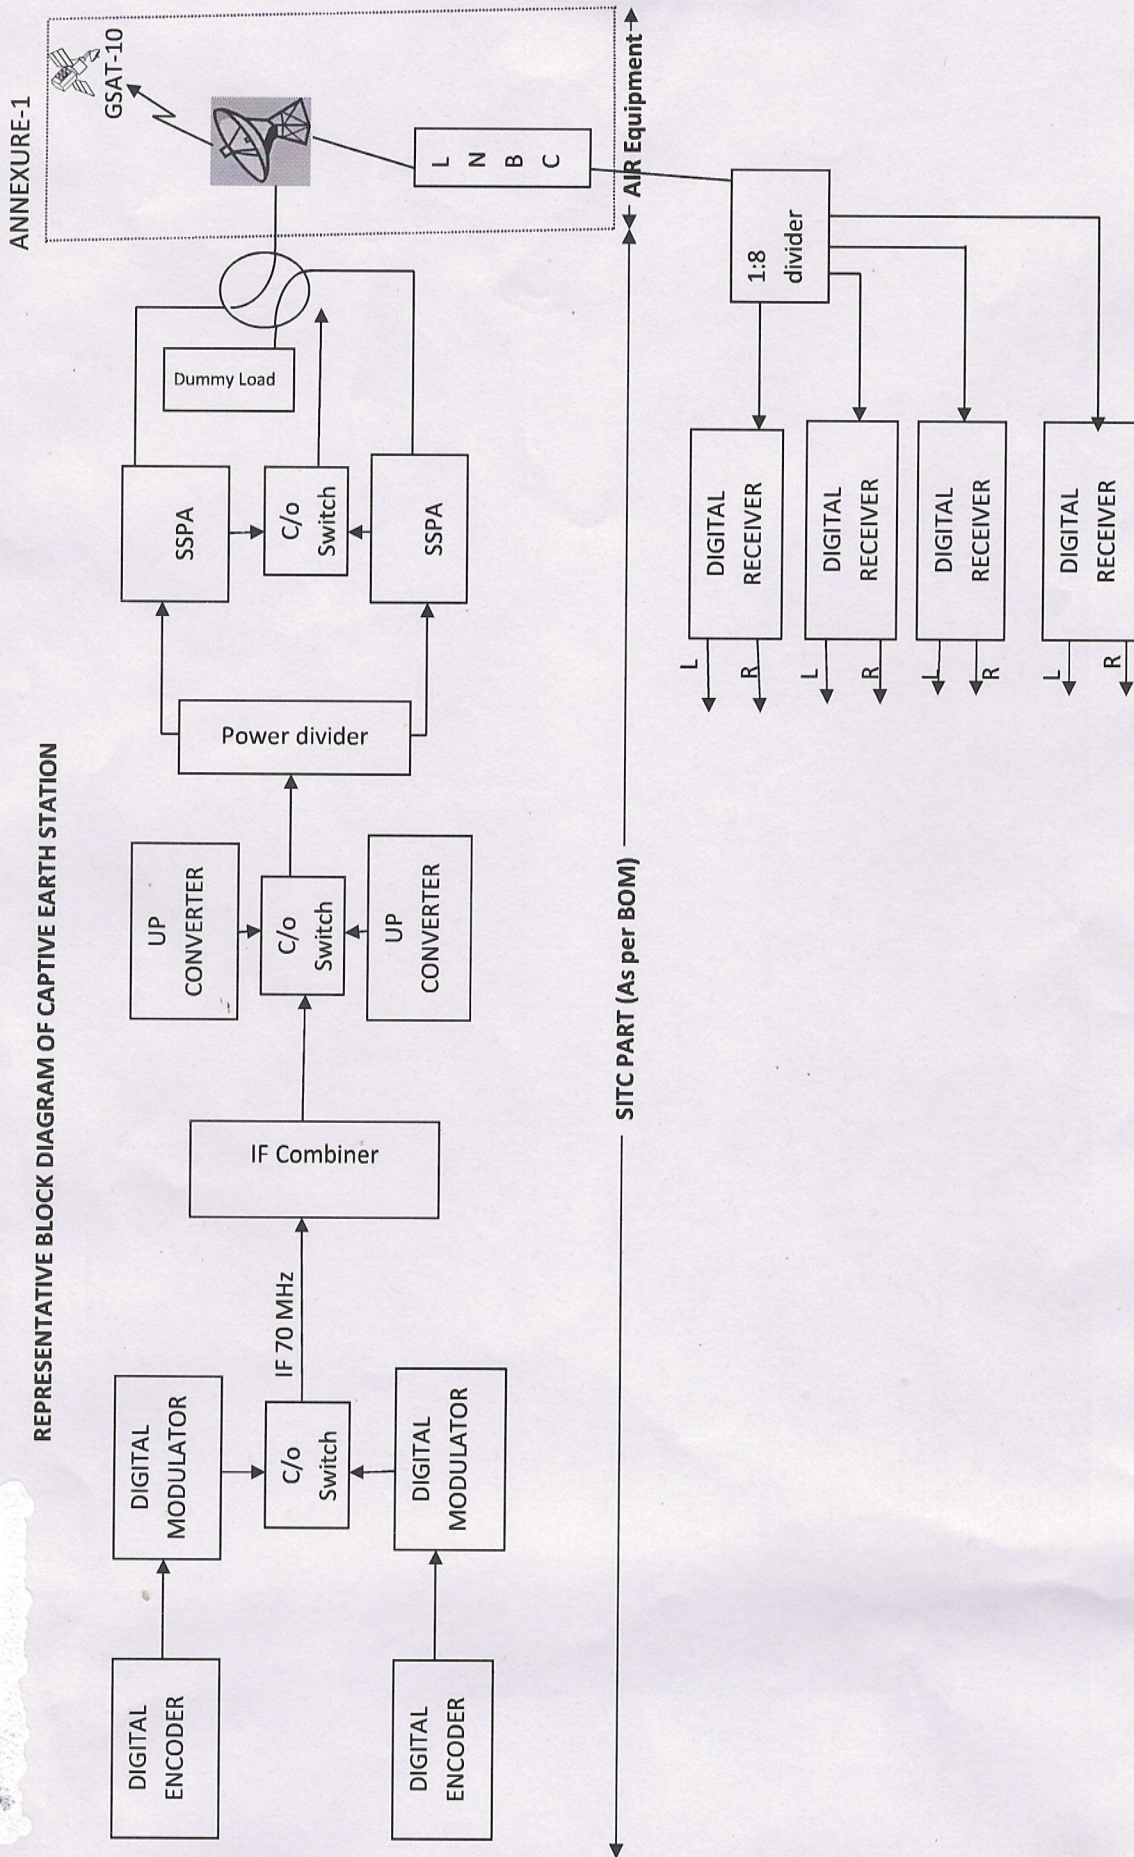 ANNEXURE-1
REPRESENTATIVE BLOCK DIAGRAM OF CAPTIVE EARTH STATION
GSAT-10
DIGITAL
ENCODER
DIGITAL
MODULATOR
C/o
Switch
IF 70 MHz
DIGITAL
ENCODER
DIGITAL
MODULATOR
IF Combiner
UP
CONVERTER
C/o
Switch
UP
CONVERTER
Power divider
SSPA
C/o
Switch
SSPA
Dummy Load
L
N
B
C
SITC PART (As per BOM)
AIR Equipment
1:8
divider
L
R
DIGITAL
RECEIVER
L
R
DIGITAL
RECEIVER
L
R
DIGITAL
RECEIVER
L
R
DIGITAL
RECEIVER